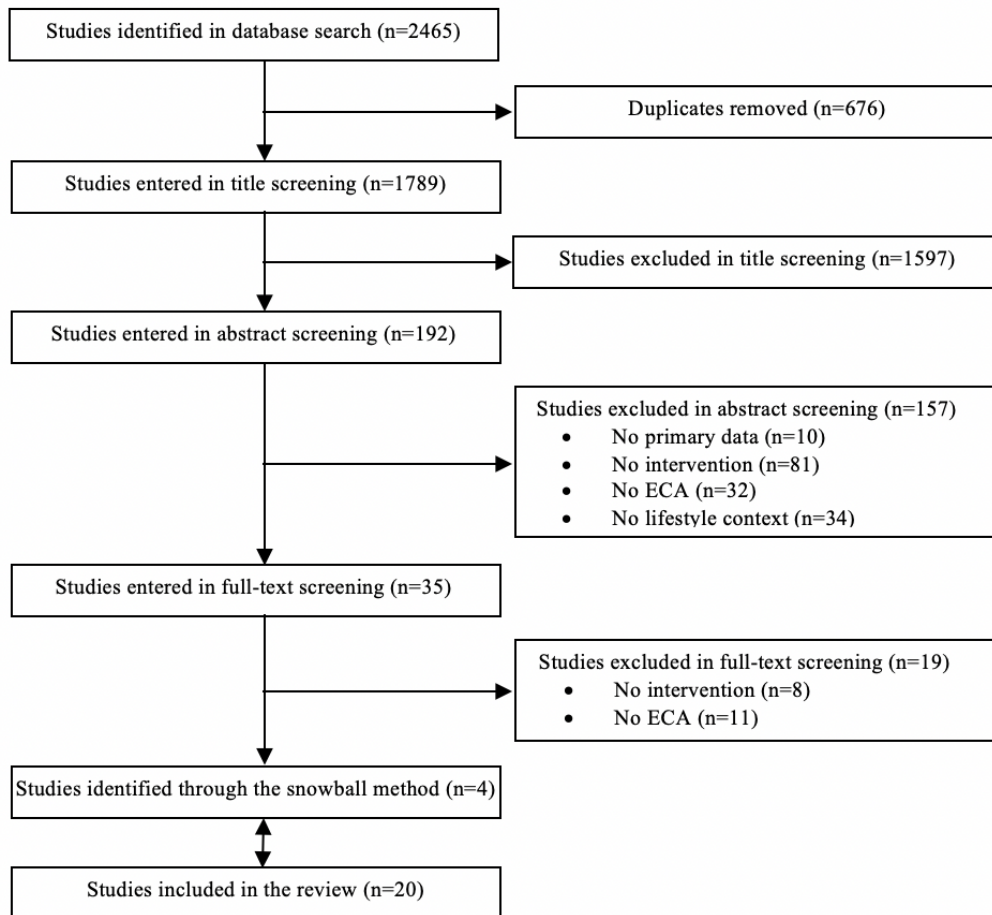 Studies identified in database search (n=2465)
Duplicates removed (n=676)
Studies entered in title screening (n=1789)
Studies excluded in title screening (n=1597)
Studies entered in abstract screening (n=192)
Studies excluded in abstract screening (n=157)
• No primary data (n=10)
• No intervention (n=81)
• No ECA (n=32)
• No lifestyle context (n=34)
Studies entered in full-text screening (n=35)
Studies excluded in full-text screening (n=19)
• No intervention (n=8)
• No ECA (n=11)
Studies identified through the snowball method (n=4)
Studies included in the review (n=20)